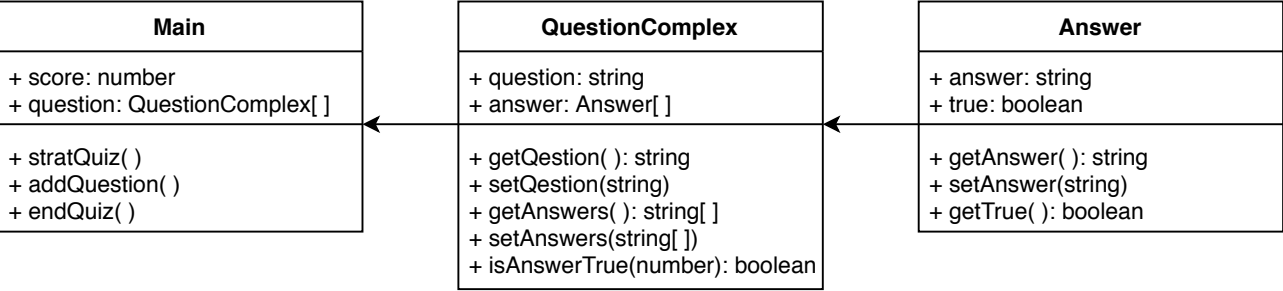 Main
+ score: number
+ question: QuestionComplex[ ]
+ stratQuiz( )
+ addQuestion( )
+ endQuiz( )
QuestionComplex
+ question: string
+ answer: Answer[ ]
+ getQestion( ): string
+ setQestion(string)
+ getAnswers( ): string[ ]
+ setAnswers(string[ ])
+ isAnswerTrue(number): boolean
Answer
+ answer: string
+ true: boolean
+ getAnswer( ): string
+ setAnswer(string)
+ getTrue( ): boolean